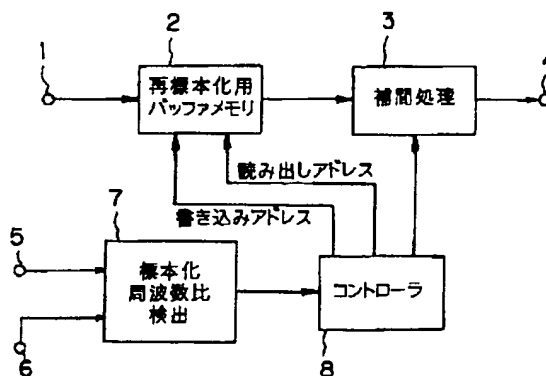 1
2
3
4
再標本化用
バッファメモリ
補間処理
読み出しアドレス
書き込みアドレス
5
6
7
標本化
周波数比
検出
コントローラ
8